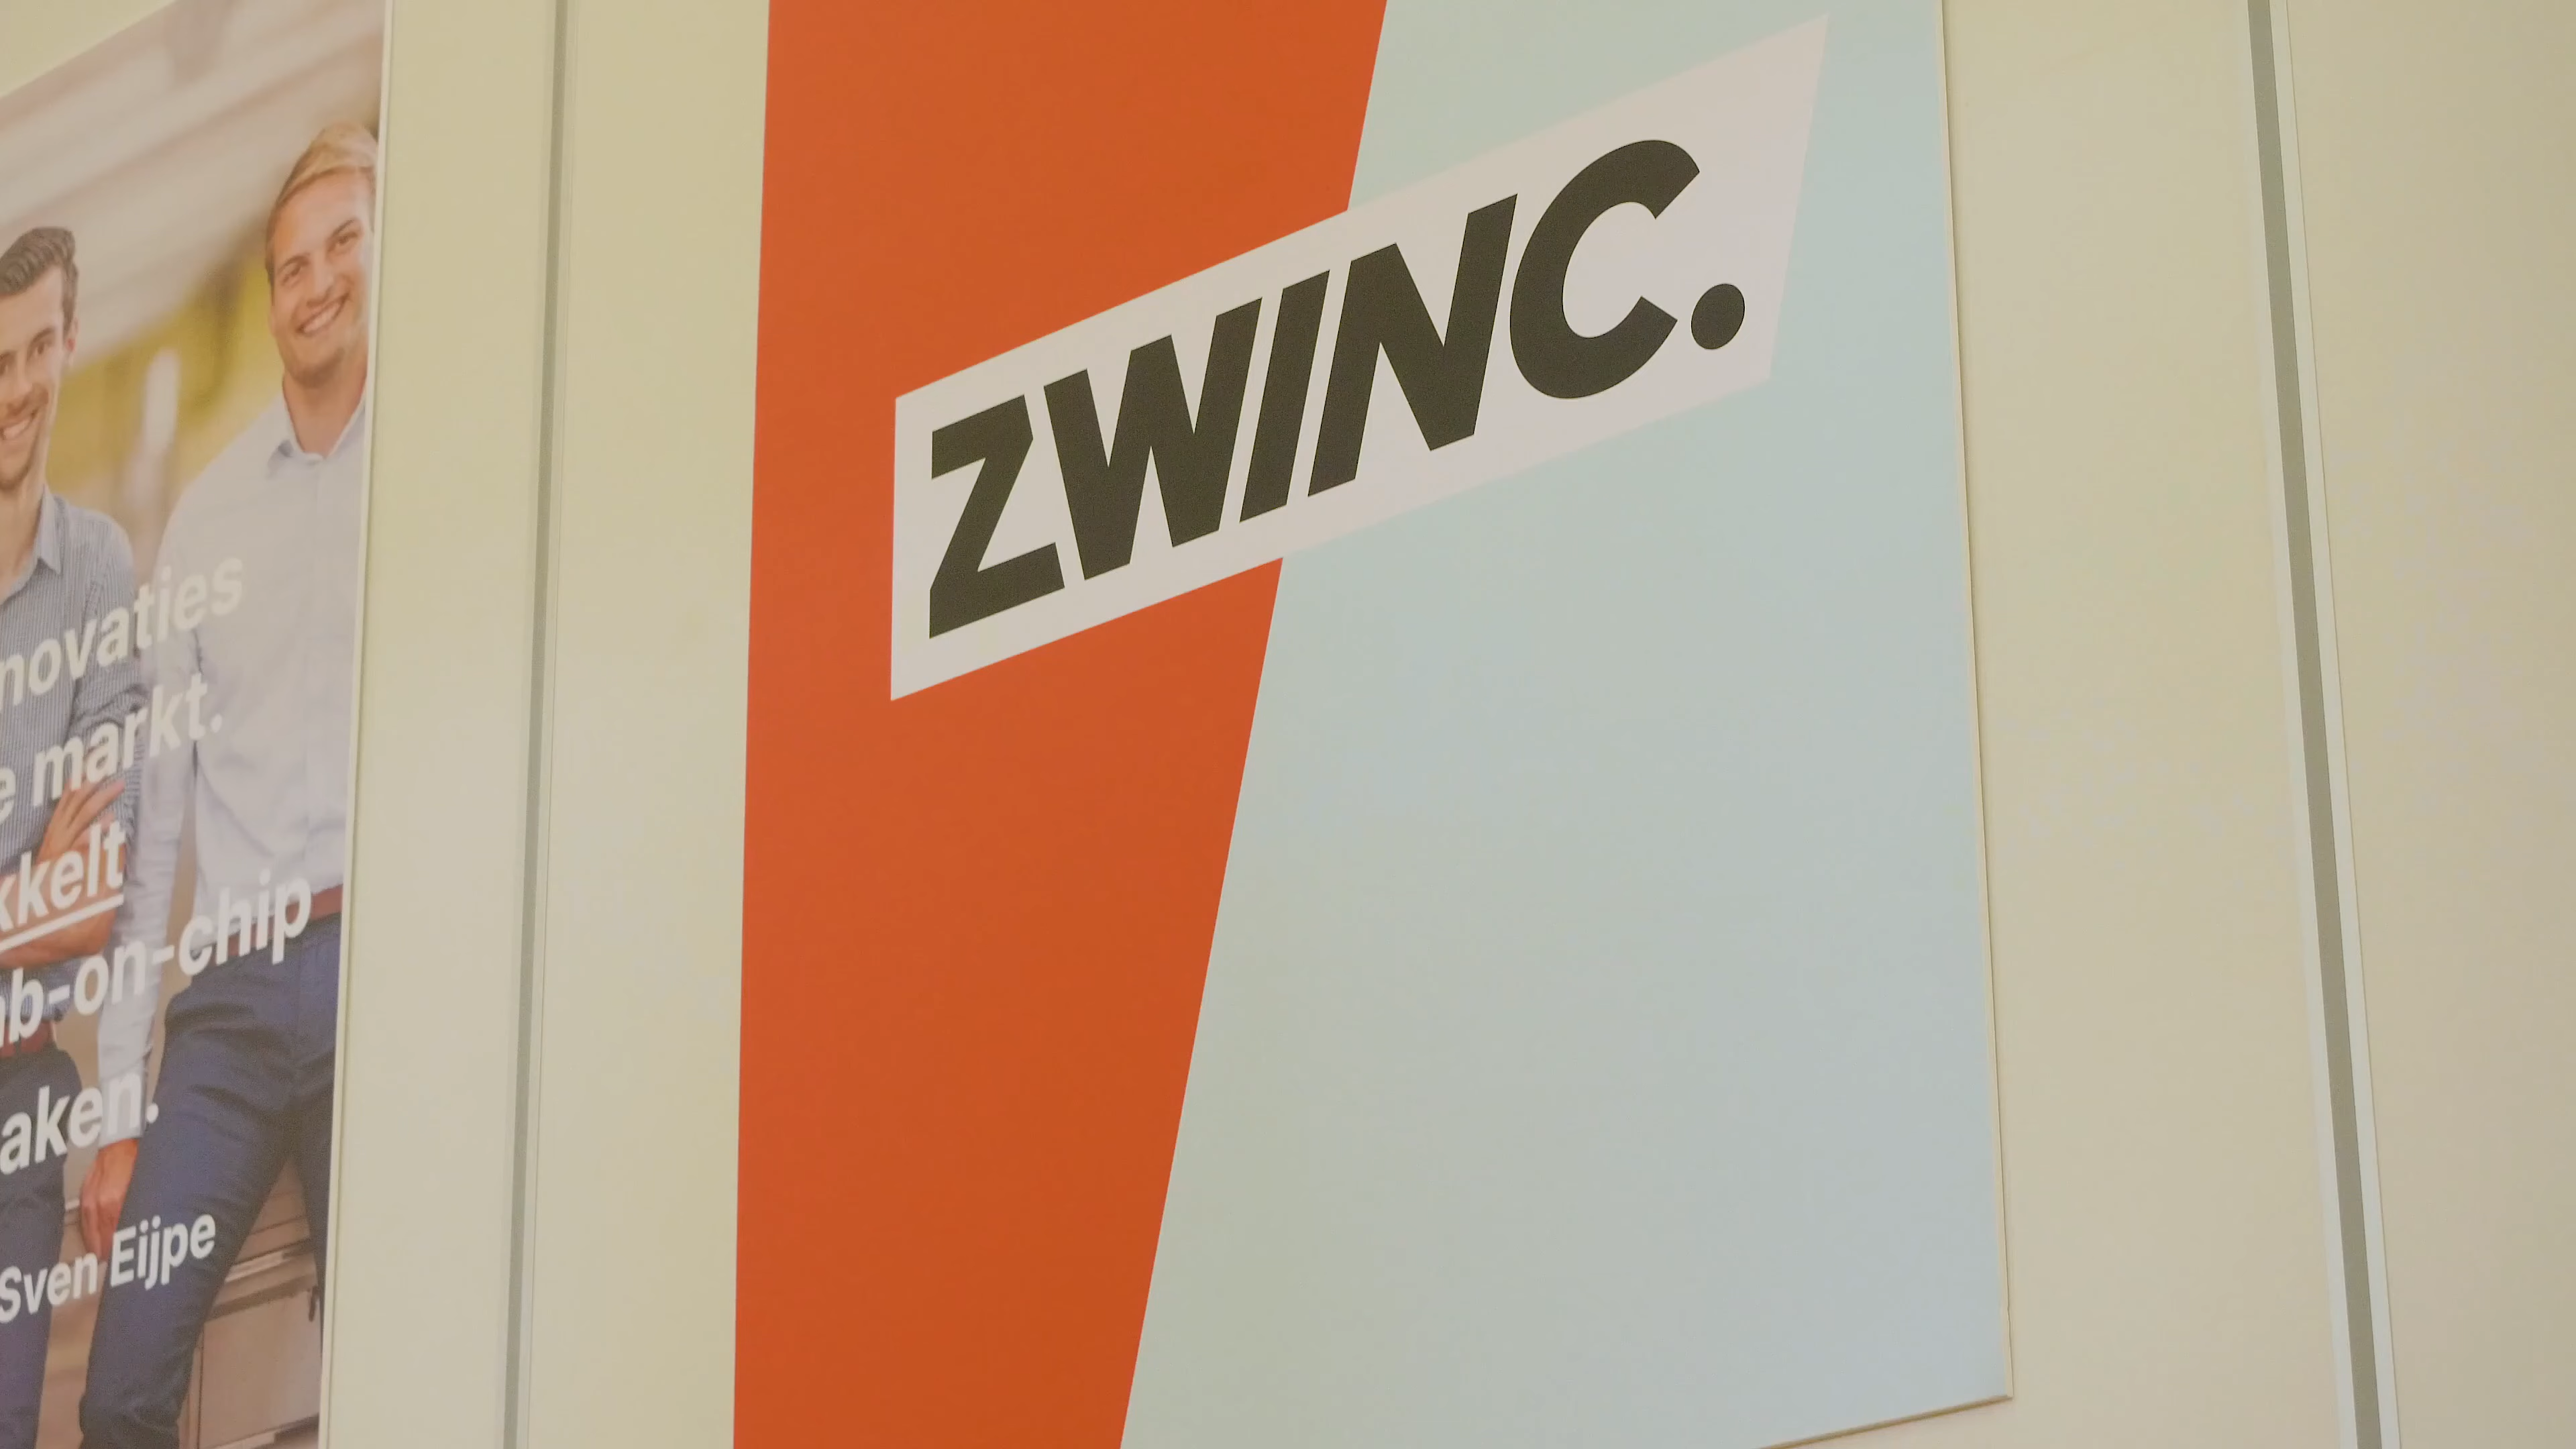 novaties
markt.
kkelt
b-on-chip
aken.
Sven Eijpe
ZWINC.